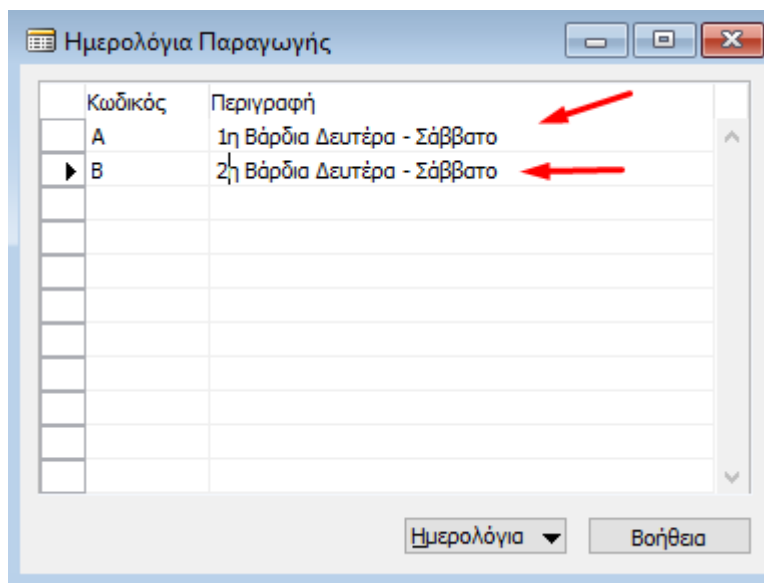 Ημερολόγια Παραγωγής
Κωδικός Περιγραφή
Α 1η Βάρδια Δευτέρα - Σάββατο
Β 2η Βάρδια Δευτέρα - Σάββατο
Ημερολόγια Βοήθεια